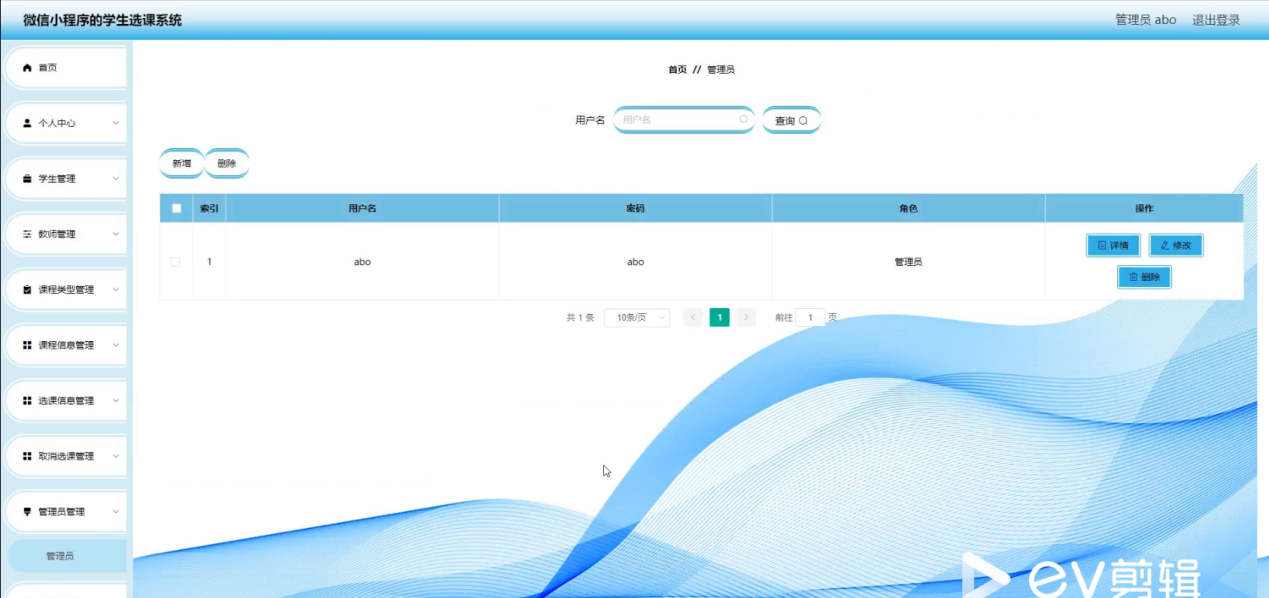 微信小程序的学生选课系统
管理员 abo 退出登录
首页
个人中心
学生管理
教师管理
课程类型管理
课程信息管理
选课信息管理
取消选课管理
管理员管理
管理员
首页 // 管理员
用户名 用户名 查询
新增 删除
索引 用户名 密码 角色 操作
1 abo abo 管理员 详情 修改
删除
共 1 条 10条/页 1 前往 1 页
ev剪辑